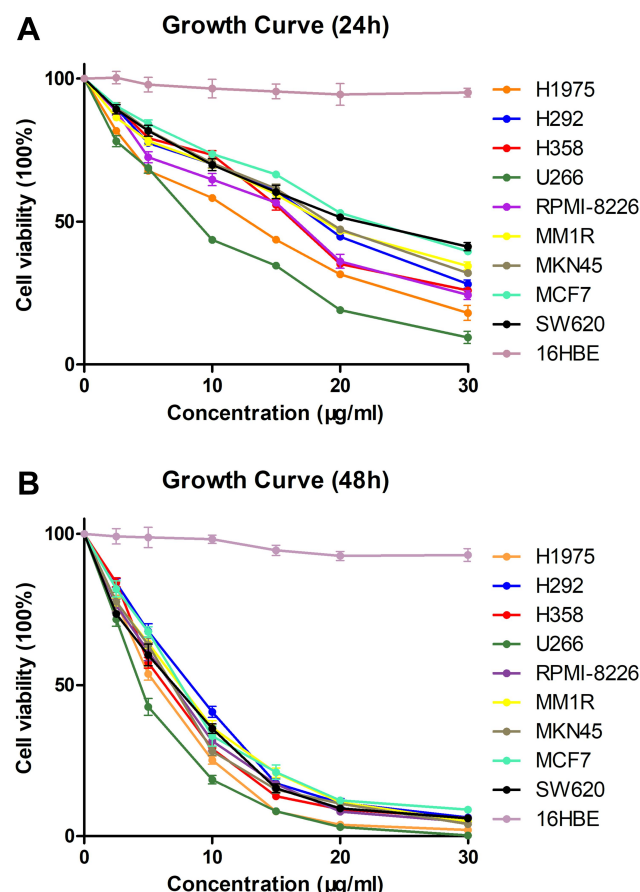 A
Growth Curve (24h)
Cell viability (100%)
100
50
0
0
10
20
30
Concentration (µg/ml)
H1975
H292
H358
U266
RPMI-8226
MM1R
MKN45
MCF7
SW620
16HBE
B
Growth Curve (48h)
Cell viability (100%)
100
50
0
0
10
20
30
Concentration (µg/ml)
H1975
H292
H358
U266
RPMI-8226
MM1R
MKN45
MCF7
SW620
16HBE